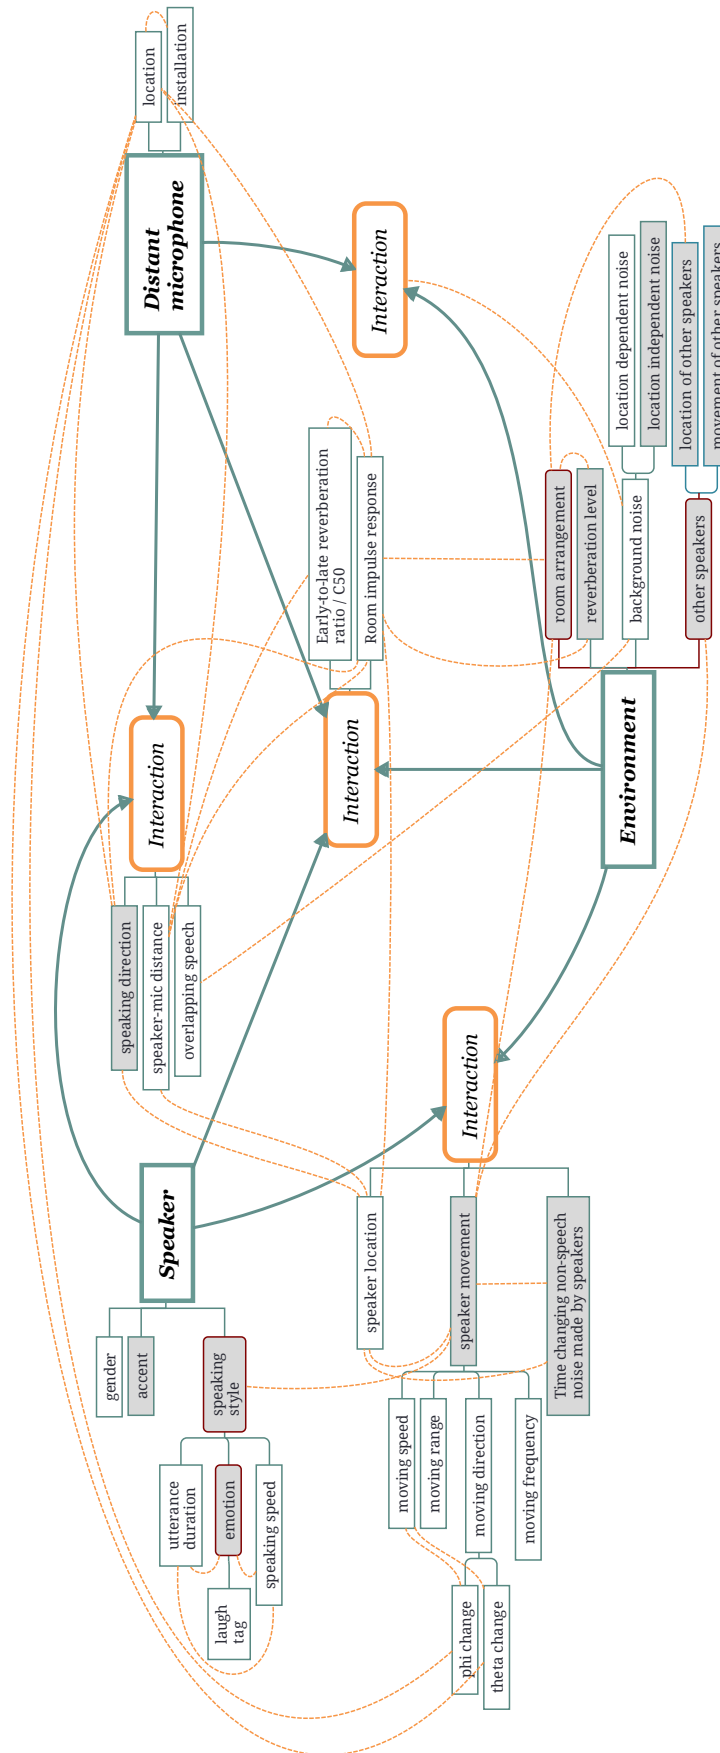 location
installation
Distant
microphone
Interaction
location dependent noise
location independent noise
location of other speakers
movement of other speakers
Early-to-late reverberation
ratio / C50
Room impulse response
room arrangement
reverberation level
background noise
other speakers
Interaction
Interaction
Environment
speaking direction
speaker-mic distance
overlapping speech
Interaction
Speaker
speaker location
speaker movement
Time changing non-speech
noise made by speakers
gender
accent
speaking
style
moving speed
moving range
moving direction
moving frequency
utterance
duration
emotion
speaking speed
laugh
tag
phi change
theta change